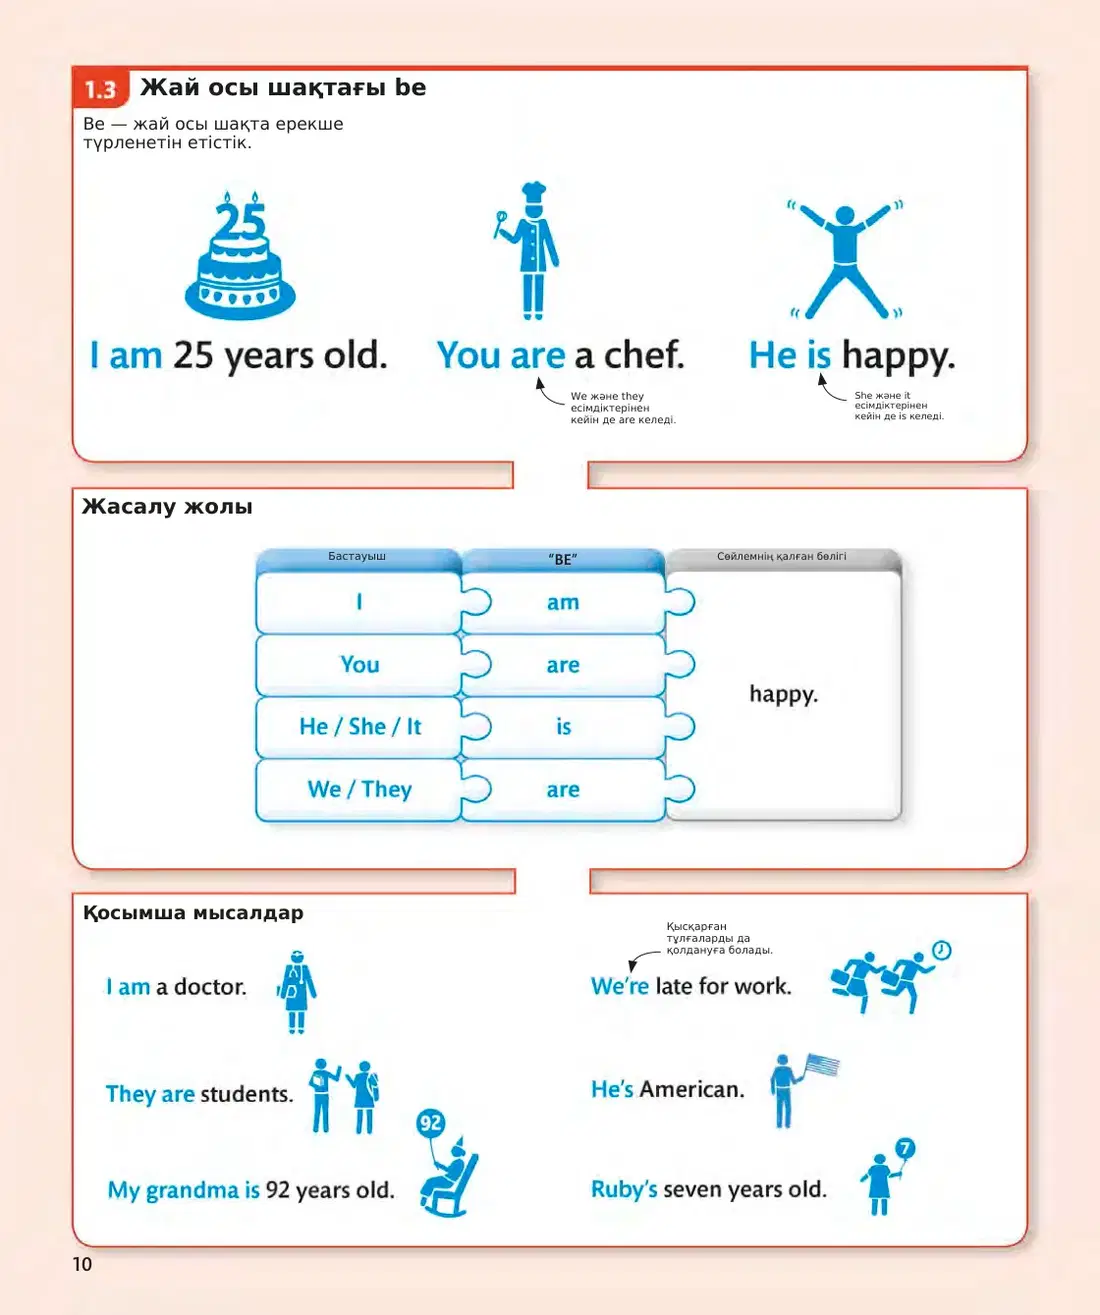 1.3 Жай осы шақтағы be
Be — жай осы шақта ерекше
түрленетін етістік.
25
I am 25 years old.
You are a chef.
He is happy.
We және they
есімдіктерінен
кейін де are келеді.
She және it
есімдіктерінен
кейін де is келеді.
Жасалу жолы
Бастауыш "BE" Сөйлемнің қалған бөлігі
I am
You are
happy.
He / She / It is
We / They are
Қосымша мысалдар
I am a doctor.
They are students.
92
My grandma is 92 years old.
Қысқарған
тұлғаларды да
қолдануға болады.
We're late for work.
He's American.
7
Ruby's seven years old.
10